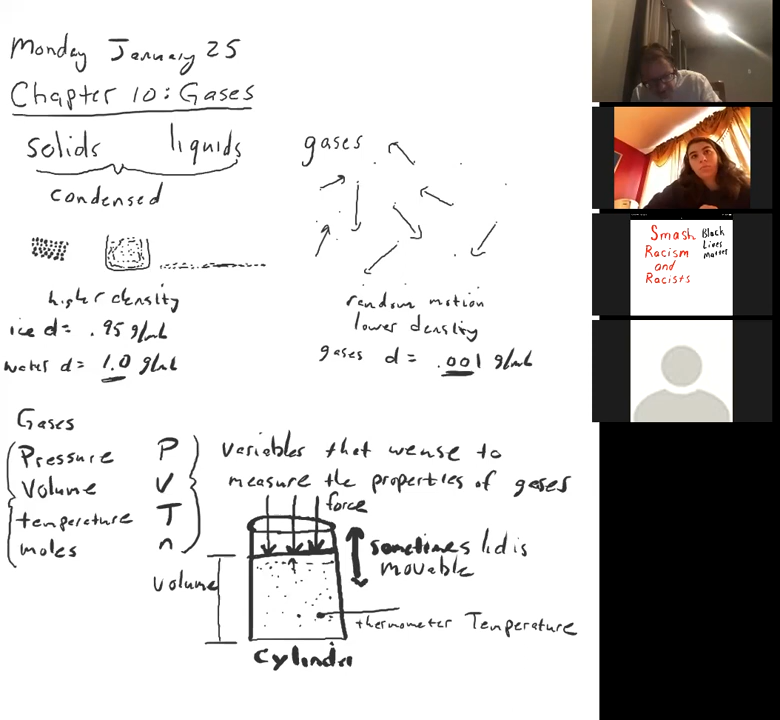 Monday January 25
Chapter 10: Gases
solids liquids gases
condensed
higher density
ice d= .95 g/mL
water d= 1.0 g/mL
random motion
lower density
gases d= .001 g/mL
Gases
Pressure P
Volume V
temperature T
moles n
Variables that we use to
measure the properties of gases
force
sometimes lid is
movable
Volume
thermometer Temperature
Cylinder
Smash
Racism
and
Racists
Black
Lives
Matter